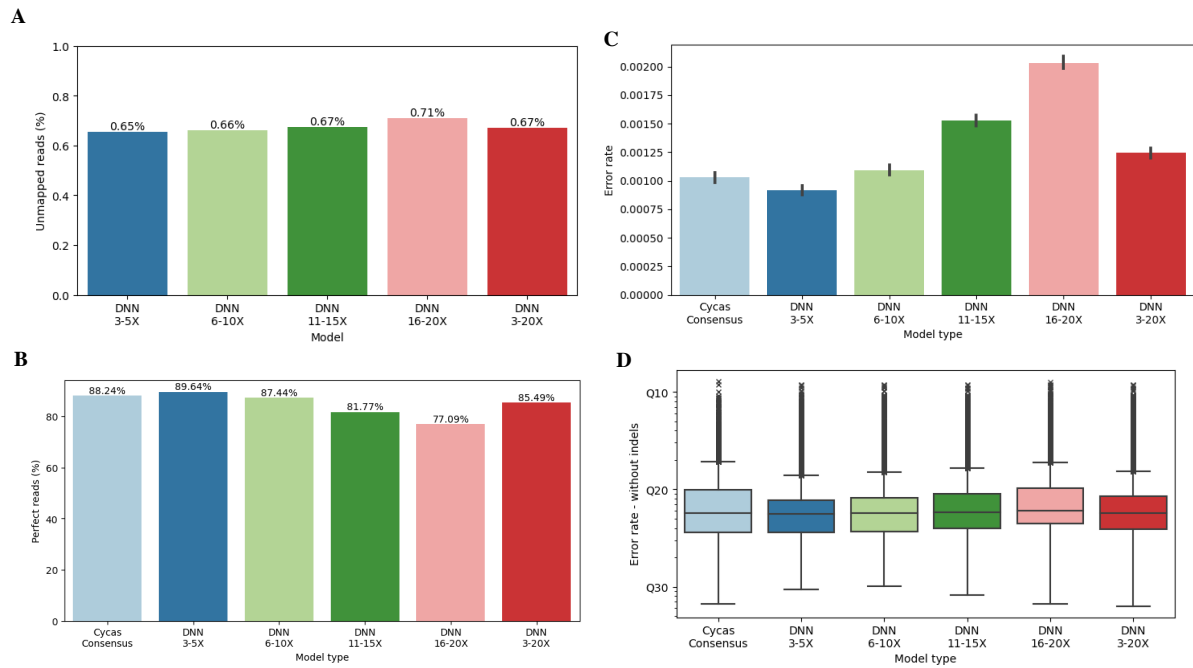 A
Unmapped reads (%)
1.0
0.8
0.6
0.4
0.2
0.0
0.65%
0.66%
0.67%
0.71%
0.67%
DNN DNN DNN DNN DNN
3-5X 6-10X 11-15X 16-20X 3-20X
Model
B
Perfect reads (%)
80
60
40
20
0
88.24%
89.64%
87.44%
81.77%
77.09%
85.49%
Cycas DNN DNN DNN DNN DNN
Consensus 3-5X 6-10X 11-15X 16-20X 3-20X
Model type
C
Error rate
0.00200
0.00175
0.00150
0.00125
0.00100
0.00075
0.00050
0.00025
0.00000
Cycas DNN DNN DNN DNN DNN
Consensus 3-5X 6-10X 11-15X 16-20X 3-20X
Model type
D
Error rate - without indels
Q10
Q20
Q30
Cycas DNN DNN DNN DNN DNN
Consensus 3-5X 6-10X 11-15X 16-20X 3-20X
Model type